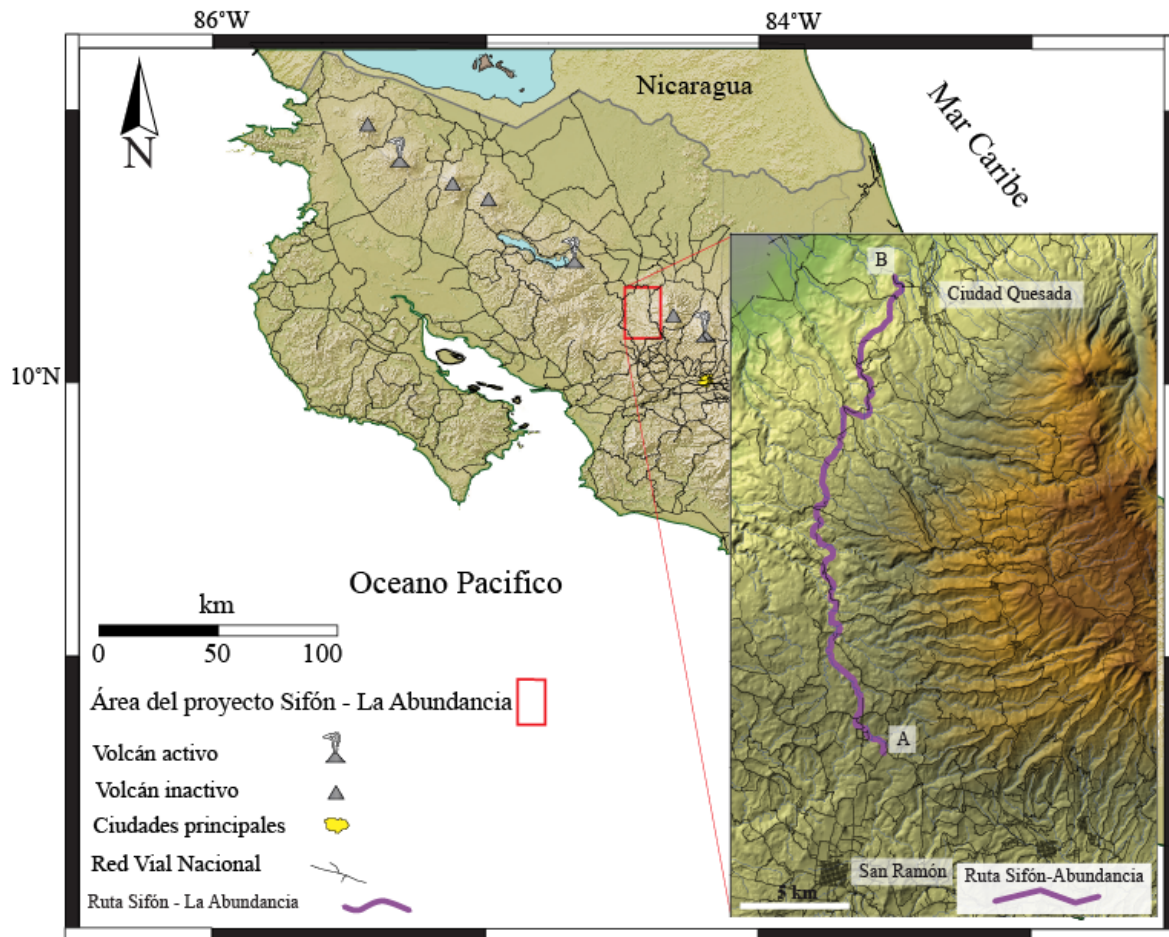 86°W
84°W
N
Nicaragua
Mar Caribe
10°N
Oceano Pacifico
km
0 50 100
Área del proyecto Sifón - La Abundancia
Volcán activo
Volcán inactivo
Ciudades principales
Red Vial Nacional
Ruta Sifón - La Abundancia
B
Ciudad Quesada
A
San Ramón
5 km
Ruta Sifón-Abundancia